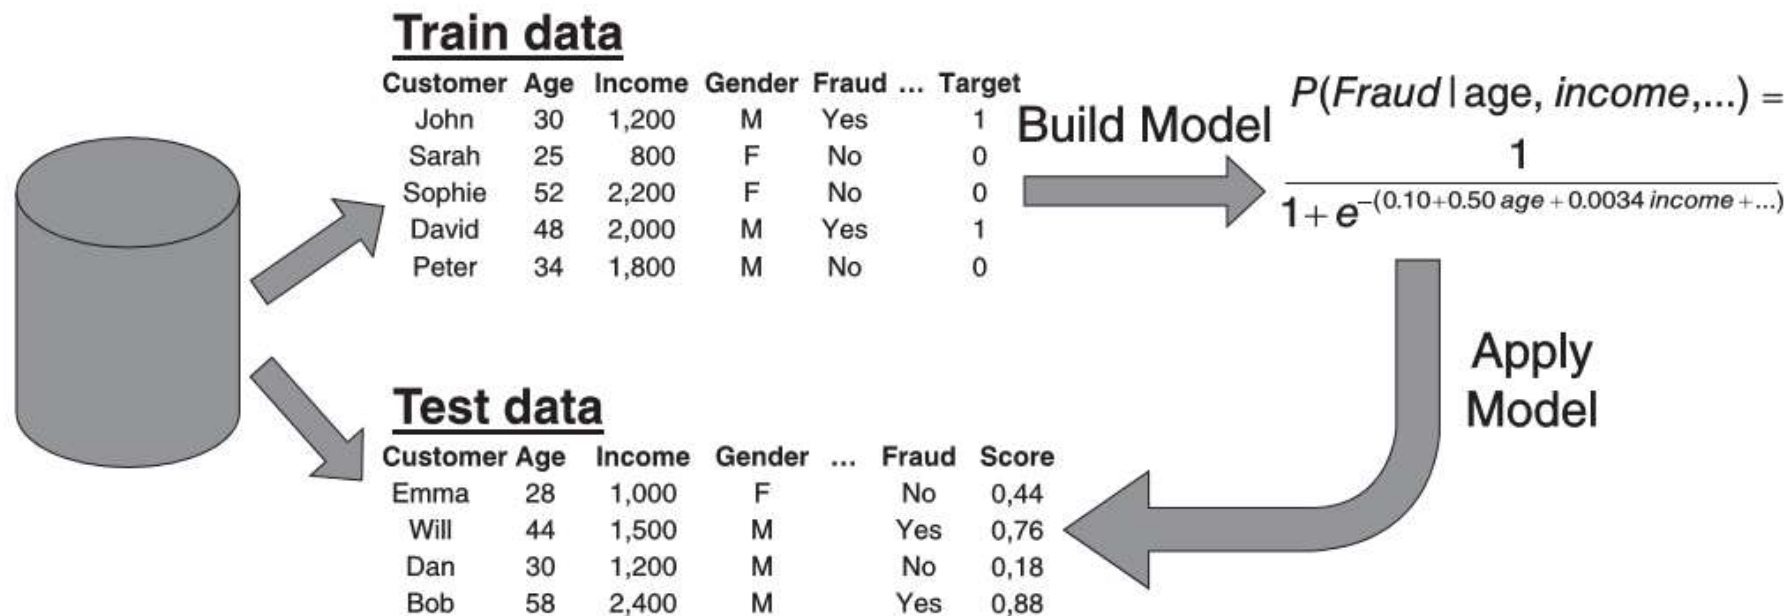 Train data
Customer Age Income Gender Fraud ... Target
John 30 1,200 M Yes 1
Sarah 25 800 F No 0
Sophie 52 2,200 F No 0
David 48 2,000 M Yes 1
Peter 34 1,800 M No 0
Build Model
P(Fraud | age, income,...) =
1
1+ e^-(0.10+0.50 age + 0.0034 income +...)
Apply
Model
Test data
Customer Age Income Gender ... Fraud Score
Emma 28 1,000 F No 0,44
Will 44 1,500 M Yes 0,76
Dan 30 1,200 M No 0,18
Bob 58 2,400 M Yes 0,88